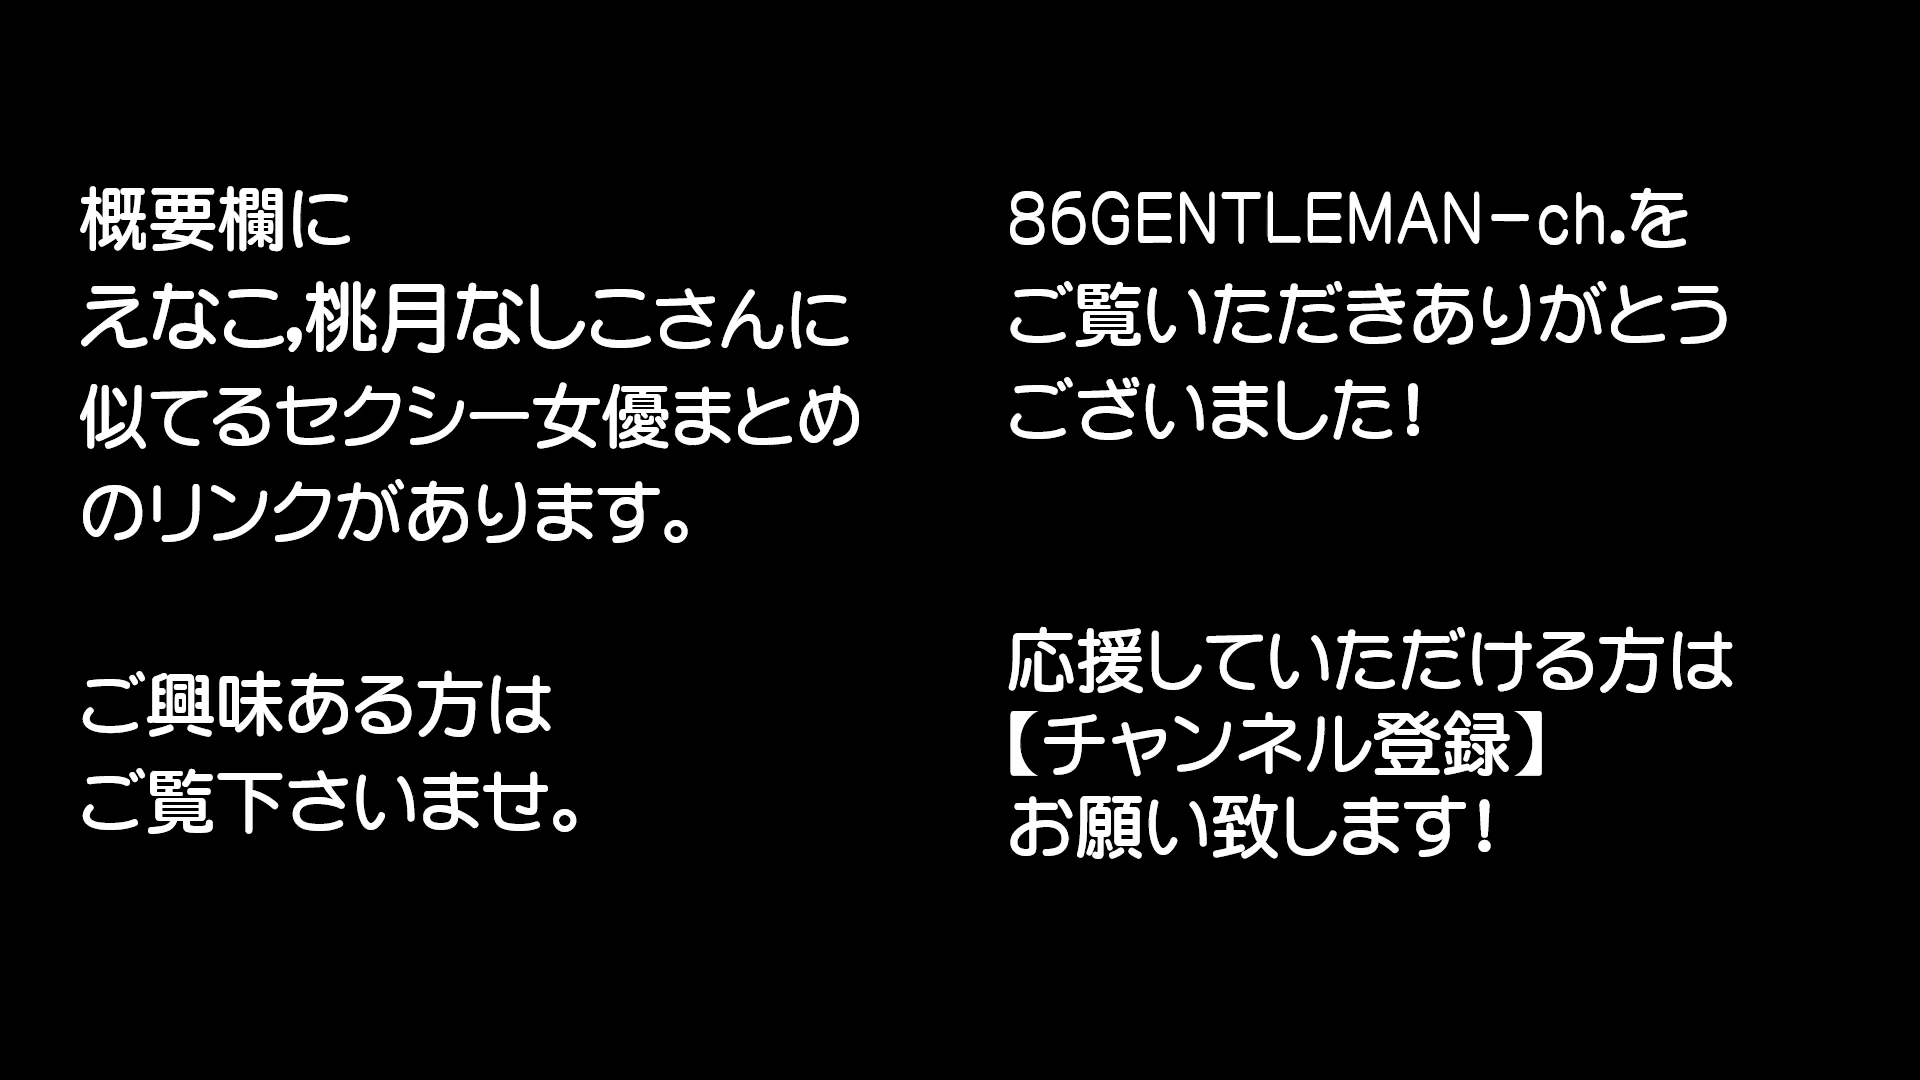 概要欄に
えなこ,桃月なしこさんに
似てるセクシー女優まとめ
のリンクがあります。
ご興味ある方は
ご覧下さいませ。
86GENTLEMAN-ch.を
ご覧いただきありがとう
ございました!
応援していただける方は
【チャンネル登録】
お願い致します!